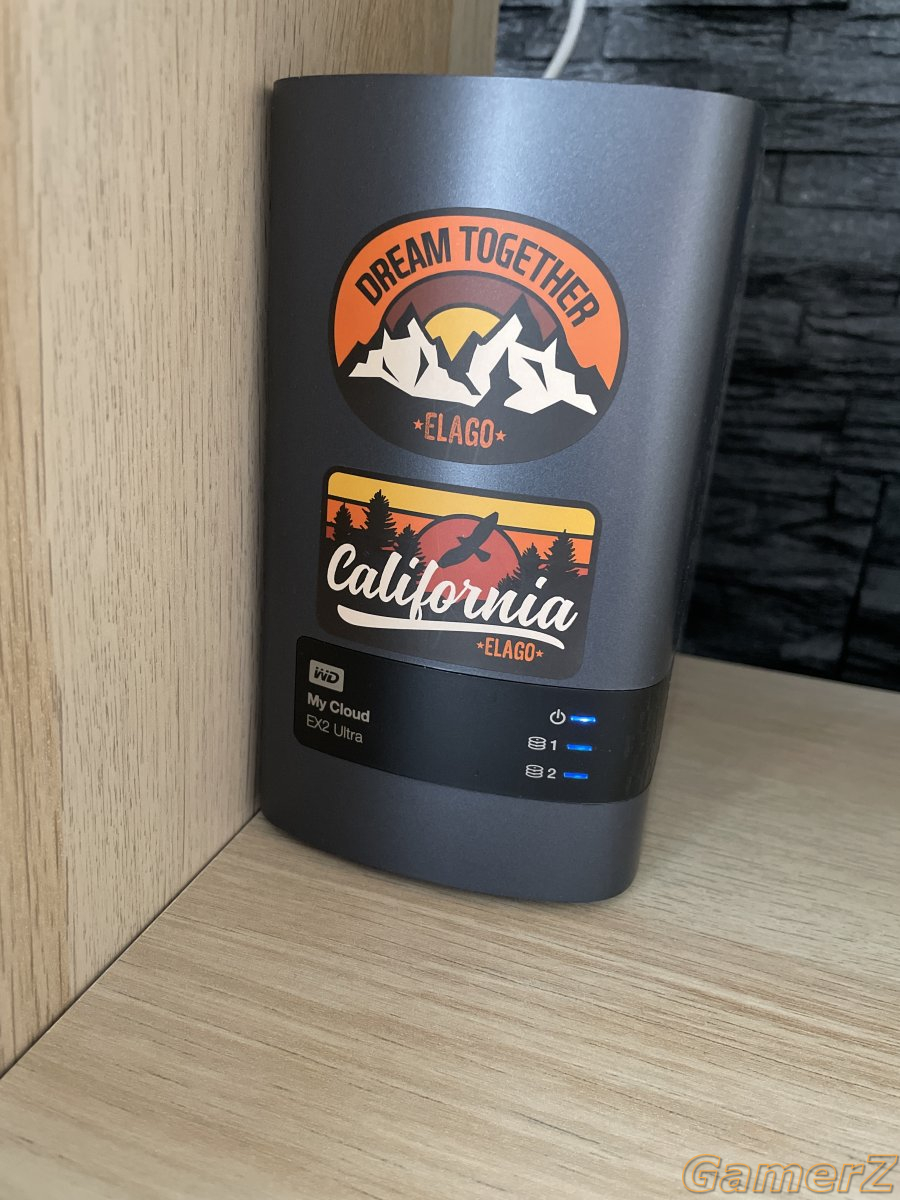 DREAM TOGETHER
ELAGO
California
ELAGO
WD
My Cloud
EX2 Ultra
1
2
GamerZ